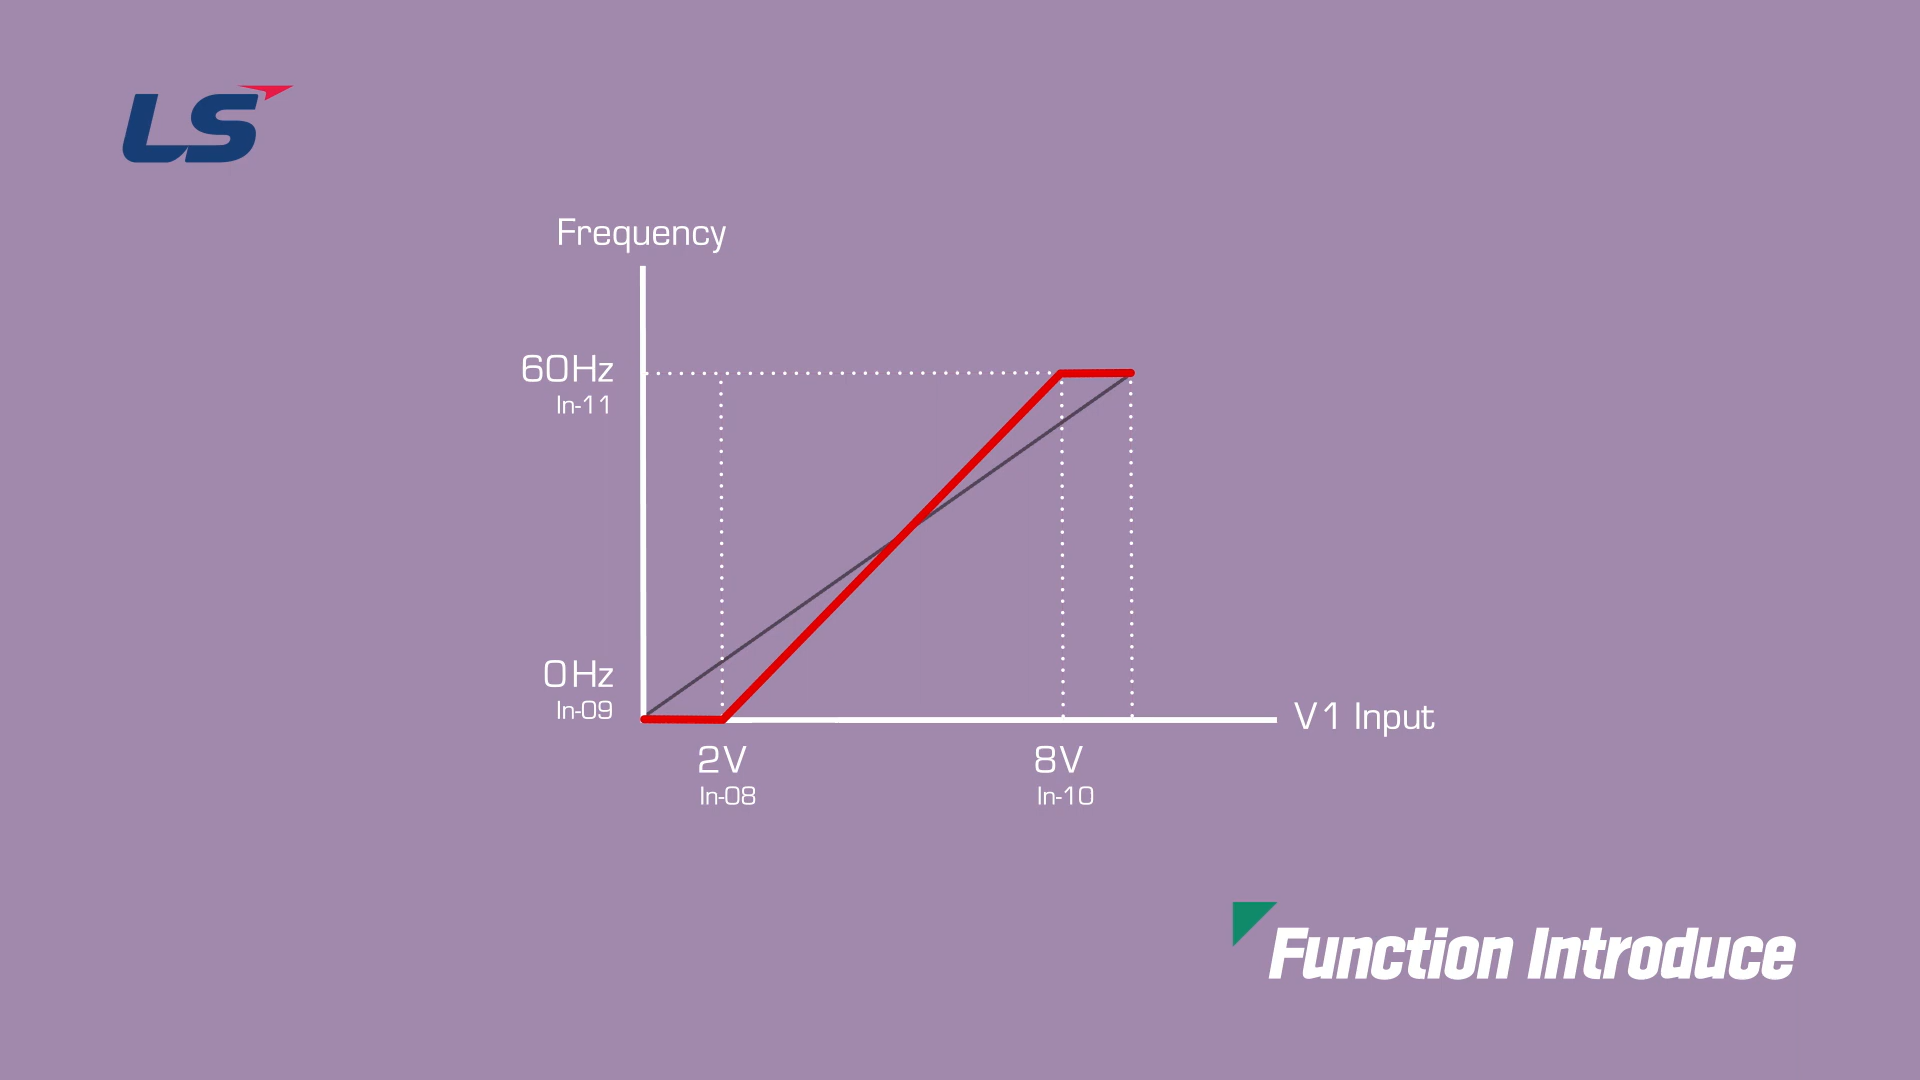 LS
Frequency
60Hz
In-11
0Hz
In-09
V1 Input
2V
8V
In-08
In-10
Function Introduce